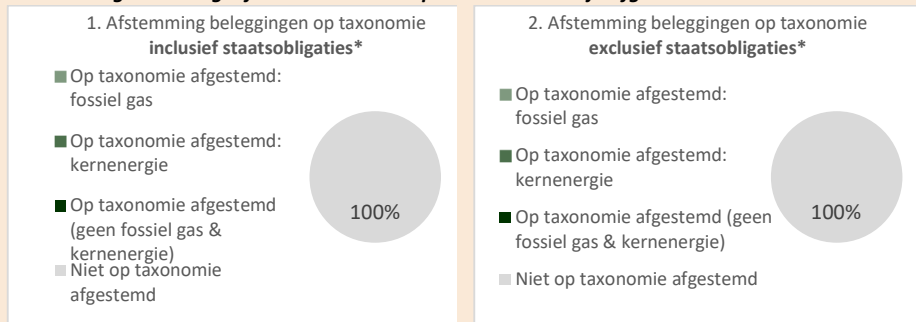 1. Afstemming beleggingen op taxonomie
inclusief staatsobligaties*
Op taxonomie afgestemd:
fossiel gas
Op taxonomie afgestemd:
kernenergie
Op taxonomie afgestemd
(geen fossiel gas &
kernenergie)
Niet op taxonomie
afgestemd
100%
2. Afstemming beleggingen op taxonomie
exclusief staatsobligaties*
Op taxonomie afgestemd:
fossiel gas
Op taxonomie afgestemd:
kernenergie
Op taxonomie afgestemd (geen
fossiel gas & kernenergie)
Niet op taxonomie afgestemd
100%